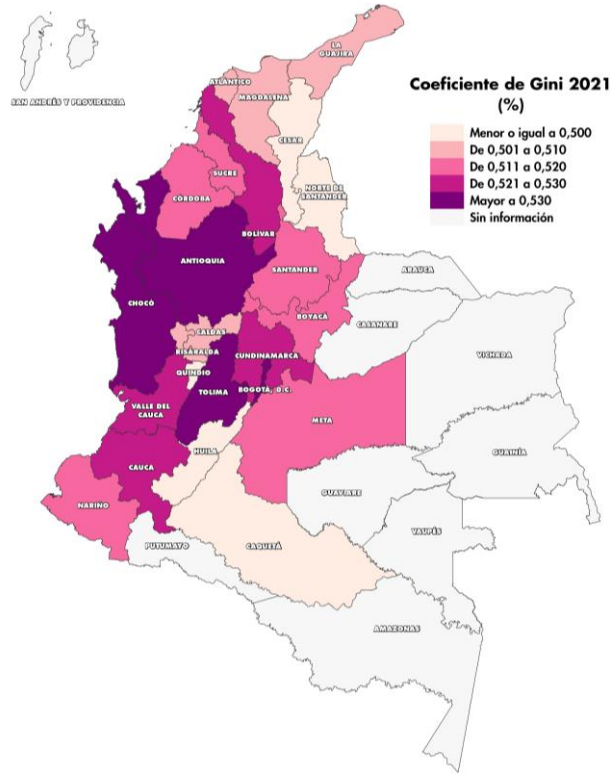 SAN ANDRÉS Y PROVIDENCIA
LA
GUAJIRA
ATLÁNTICO
MAGDALENA
CESAR
Coeficiente de Gini 2021
(%)
Menor o igual a 0,500
De 0,501 a 0,510
De 0,511 a 0,520
De 0,521 a 0,530
Mayor a 0,530
Sin información
NORTE DE
SANTANDER
SUCRE
CÓRDOBA
BOLÍVAR
ANTIOQUIA
SANTANDER
ARAUCA
CHOCÓ
BOYACÁ
CASANARE
CALDAS
RISARALDA
CUNDINAMARCA
VICHADA
QUINDIO
TOLIMA
BOGOTÁ, D.C.
VALLE DEL
CAUCA
META
HUILA
GUAINÍA
CAUCA
GUAVIARE
NARIÑO
VAUPÉS
PUTUMAYO
CAQUETÁ
AMAZONAS